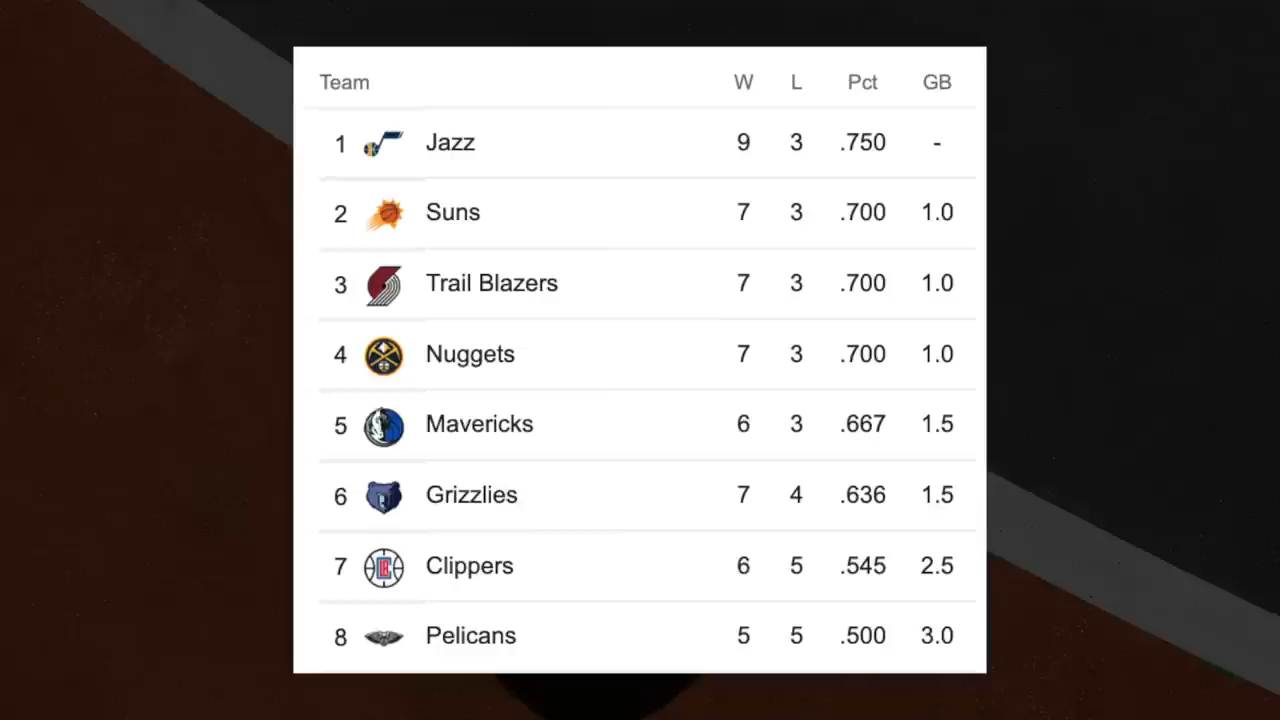 Team W L Pct GB
1 Jazz 9 3 .750 -
2 Suns 7 3 .700 1.0
3 Trail Blazers 7 3 .700 1.0
4 Nuggets 7 3 .700 1.0
5 Mavericks 6 3 .667 1.5
6 Grizzlies 7 4 .636 1.5
7 Clippers 6 5 .545 2.5
8 Pelicans 5 5 .500 3.0